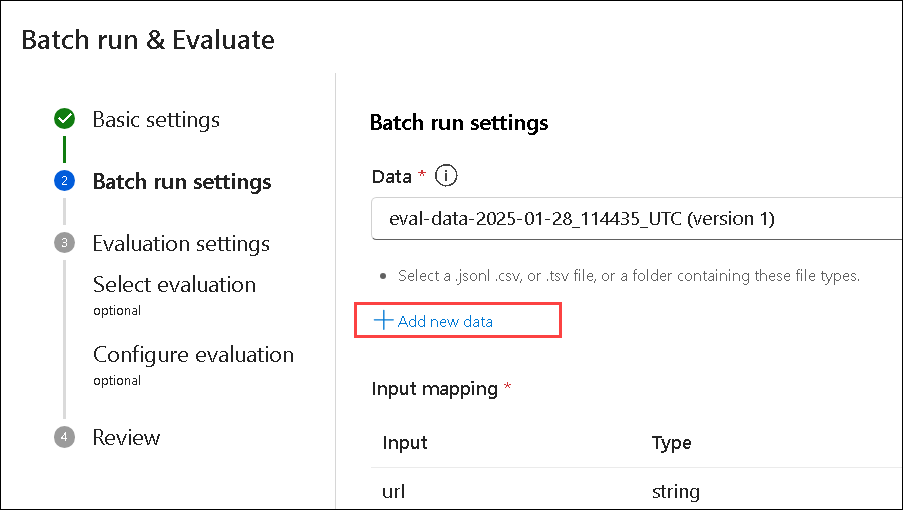 Batch run & Evaluate
Basic settings
2 Batch run settings
3 Evaluation settings
Select evaluation
optional
Configure evaluation
optional
4 Review
Batch run settings
Data * i
eval-data-2025-01-28_114435_UTC (version 1)
• Select a .jsonl .csv, or .tsv file, or a folder containing these file types.
+ Add new data
Input mapping *
Input Type
url string